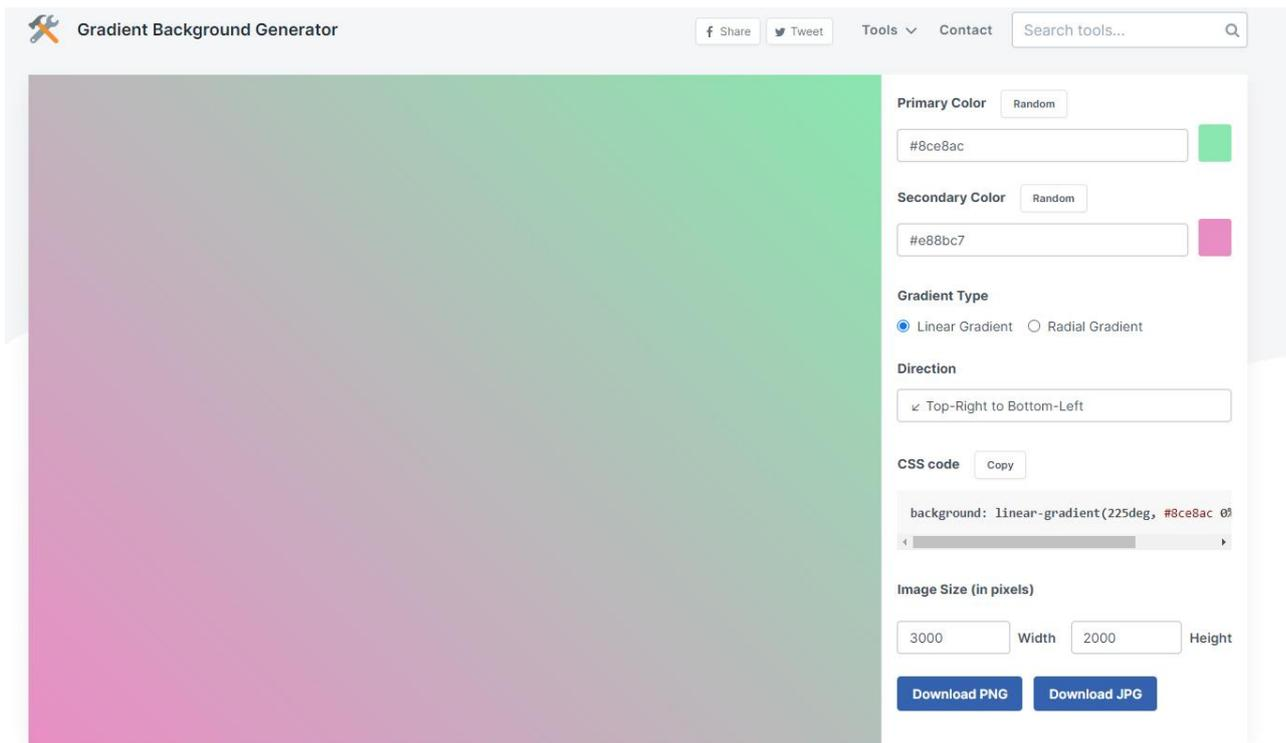 Gradient Background Generator
Share Tweet Tools Contact Search tools...
Primary Color Random
#8ce8ac
Secondary Color Random
#e88bc7
Gradient Type
Linear Gradient Radial Gradient
Direction
↙ Top-Right to Bottom-Left
CSS code Copy
background: linear-gradient(225deg, #8ce8ac 0%
Image Size (in pixels)
3000 Width 2000 Height
Download PNG Download JPG